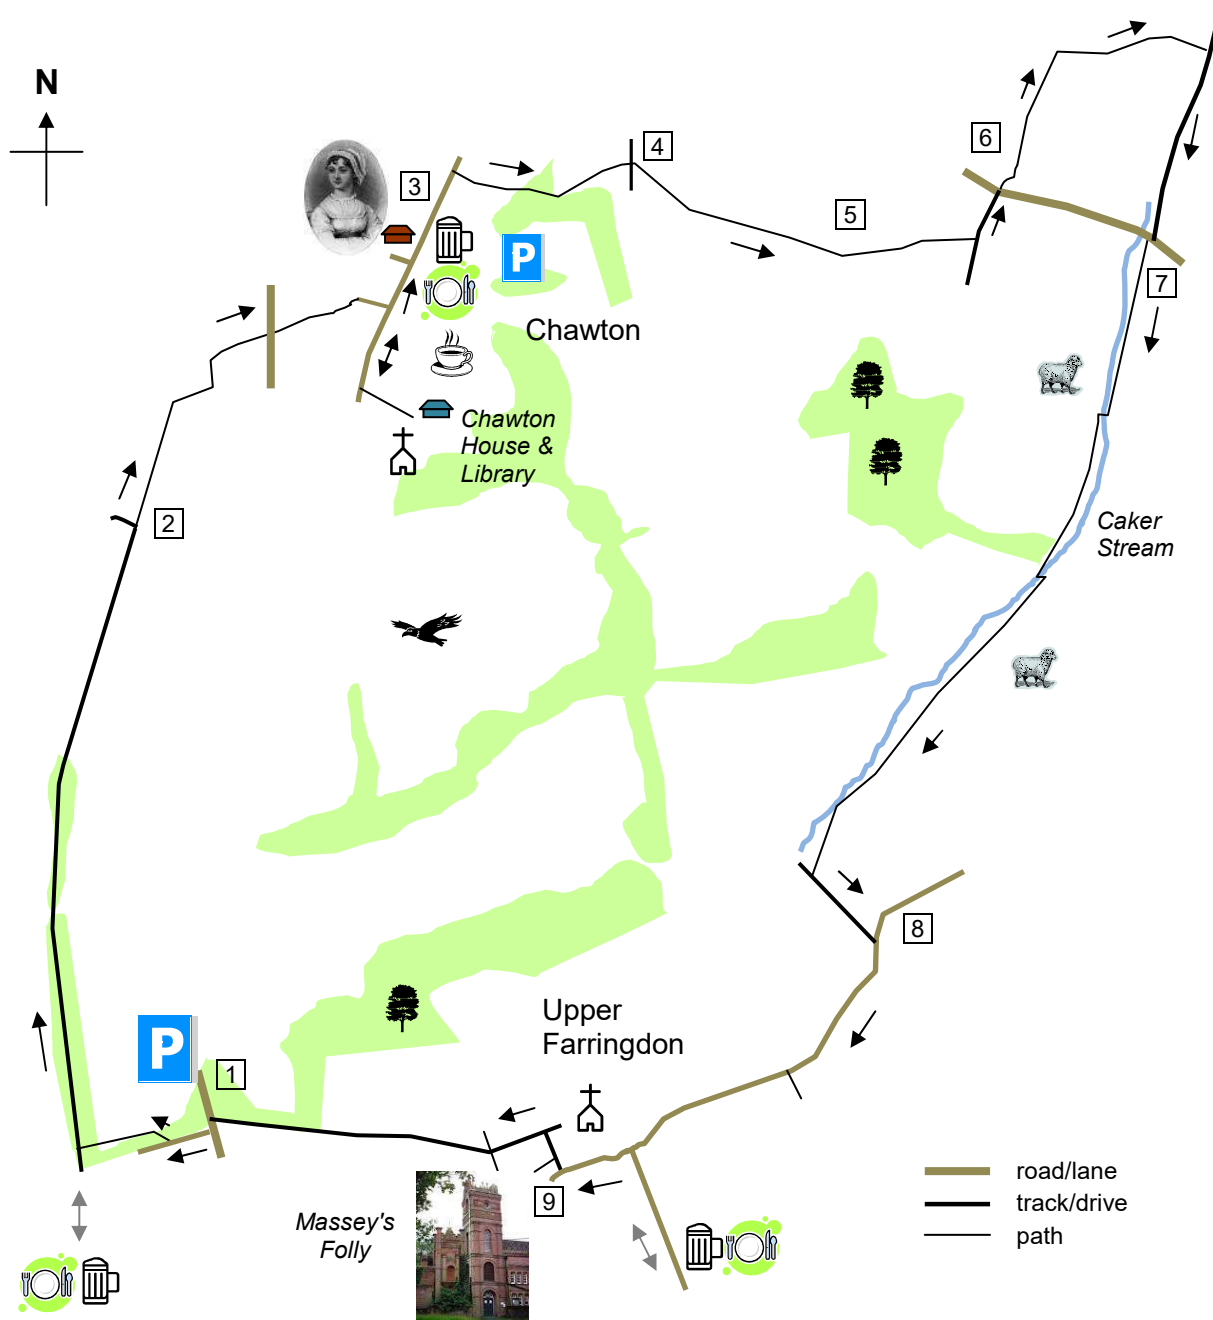 N
6
4
3
5
P
7
Chawton
Chawton
House &
Library
2
Caker
Stream
8
Upper
Farringdon
P
1
9
Massey's
Folly
road/lane
track/drive
path